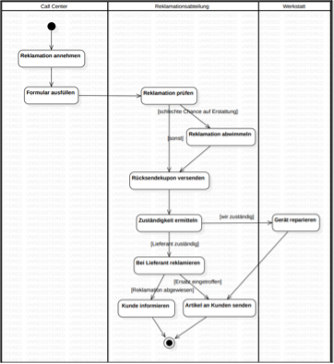 Call Center
Reklamationsabteilung
Werkstatt
Reklamation annehmen
Formular ausfüllen
Reklamation prüfen
[schlechte Chance auf Erstattung]
[sonst]
Reklamation abwimmeln
Rücksendekupon versenden
Zuständigkeit ermitteln
[wir zuständig]
Gerät reparieren
[Lieferant zuständig]
Bei Lieferant reklamieren
[Ersatz eingetroffen]
[Reklamation abgewiesen]
Kunde informieren
Artikel an Kunden senden